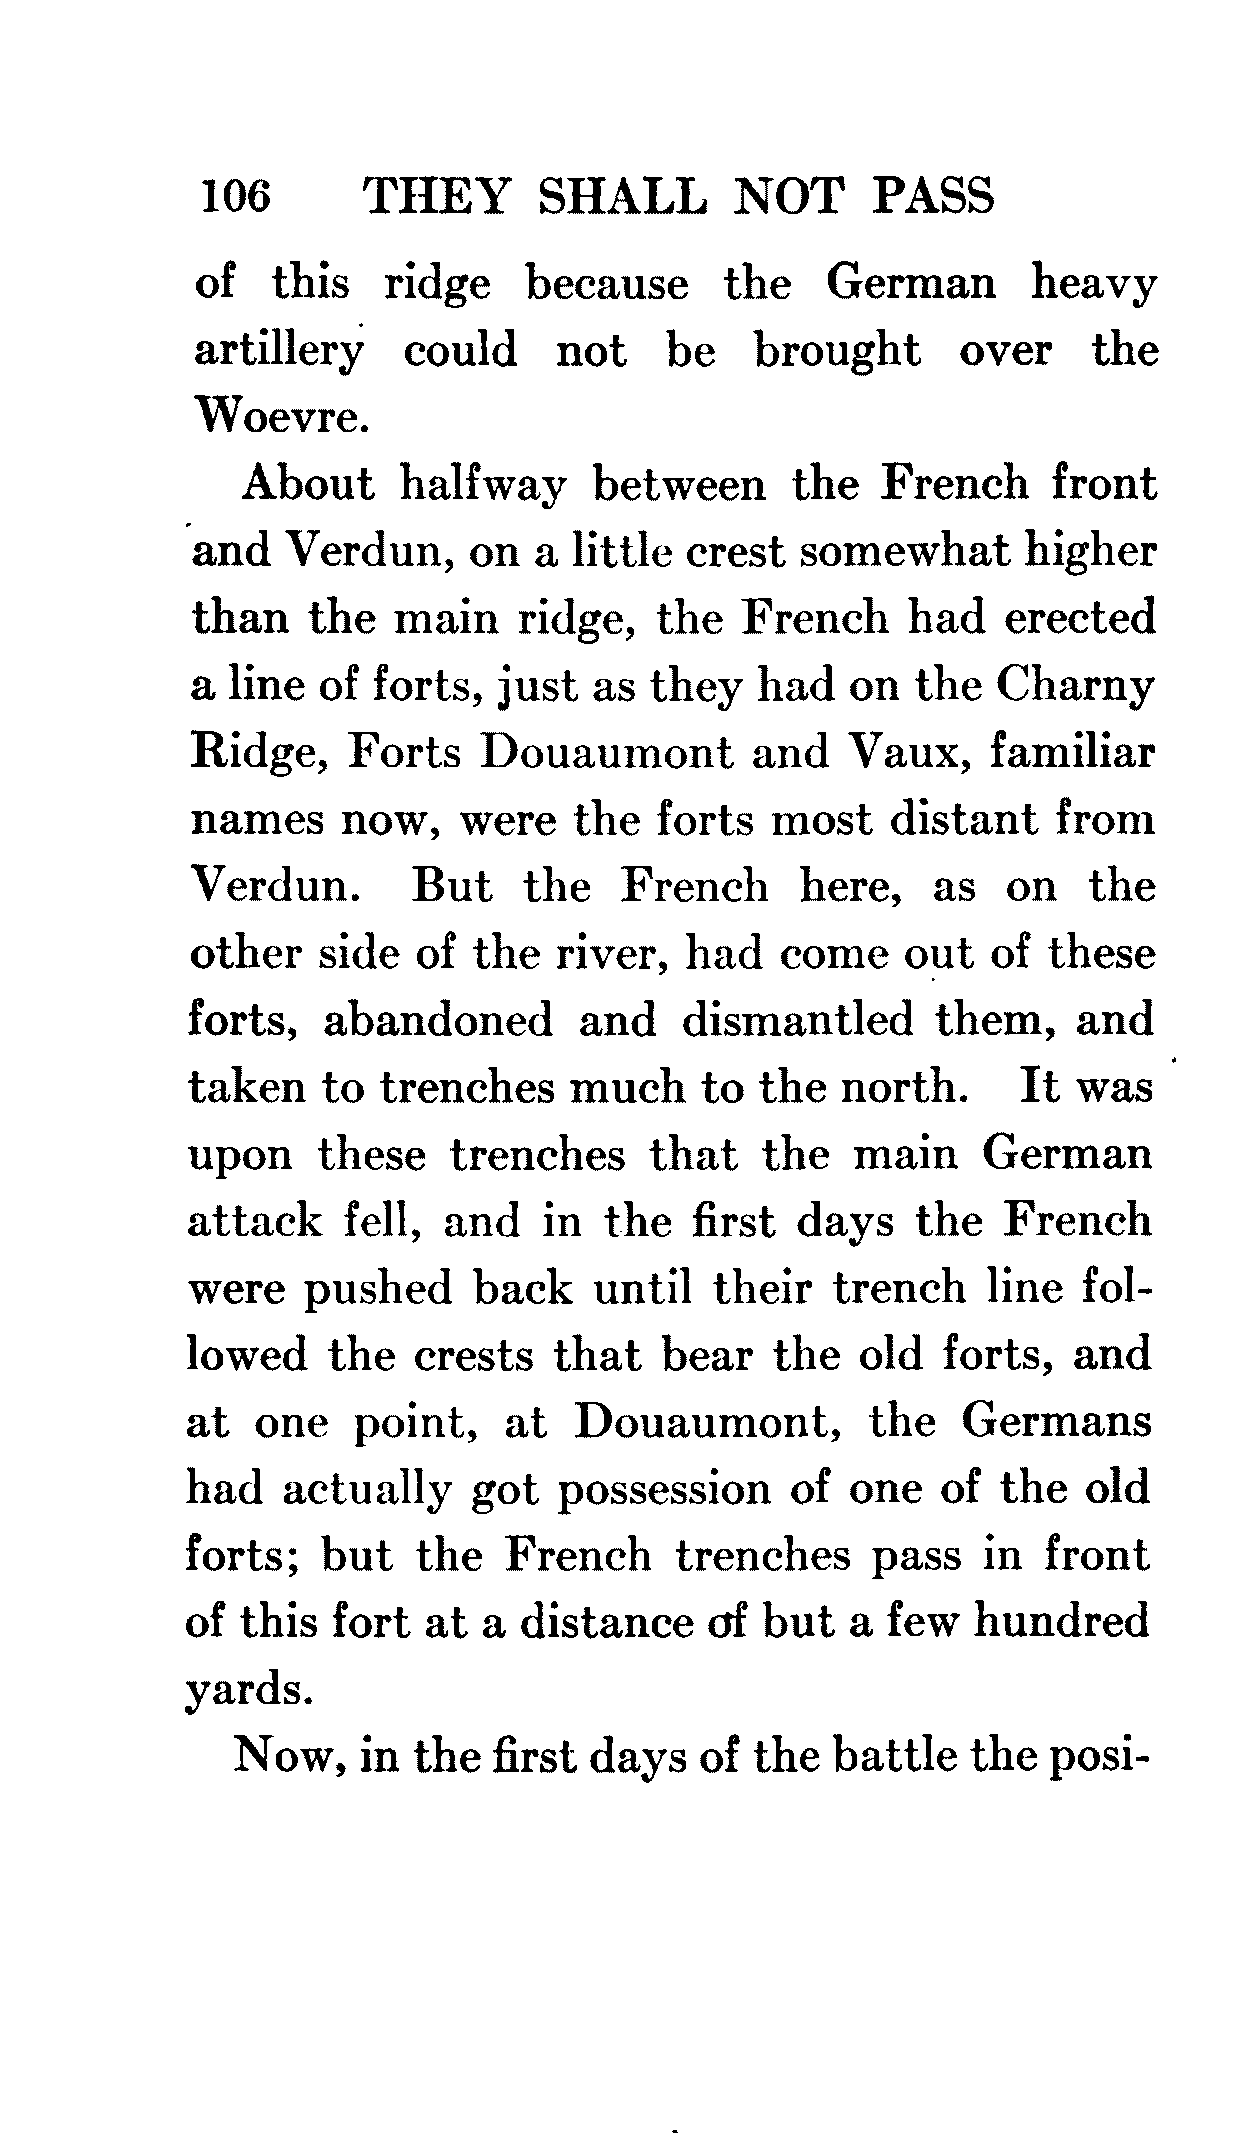 106 THEY SHALL NOT PASS
of this ridge because the German heavy
artillery could not be brought over the
Woevre.
About halfway between the French front
and Verdun, on a little crest somewhat higher
than the main ridge, the French had erected
a line of forts, just as they had on the Charny
Ridge, Forts Douaumont and Vaux, familiar
names now, were the forts most distant from
Verdun. But the French here, as on the
other side of the river, had come out of these
forts, abandoned and dismantled them, and
taken to trenches much to the north. It was
upon these trenches that the main German
attack fell, and in the first days the French
were pushed back until their trench line fol-
lowed the crests that bear the old forts, and
at one point, at Douaumont, the Germans
had actually got possession of one of the old
forts; but the French trenches pass in front
of this fort at a distance of but a few hundred
yards.
Now, in the first days of the battle the posi-